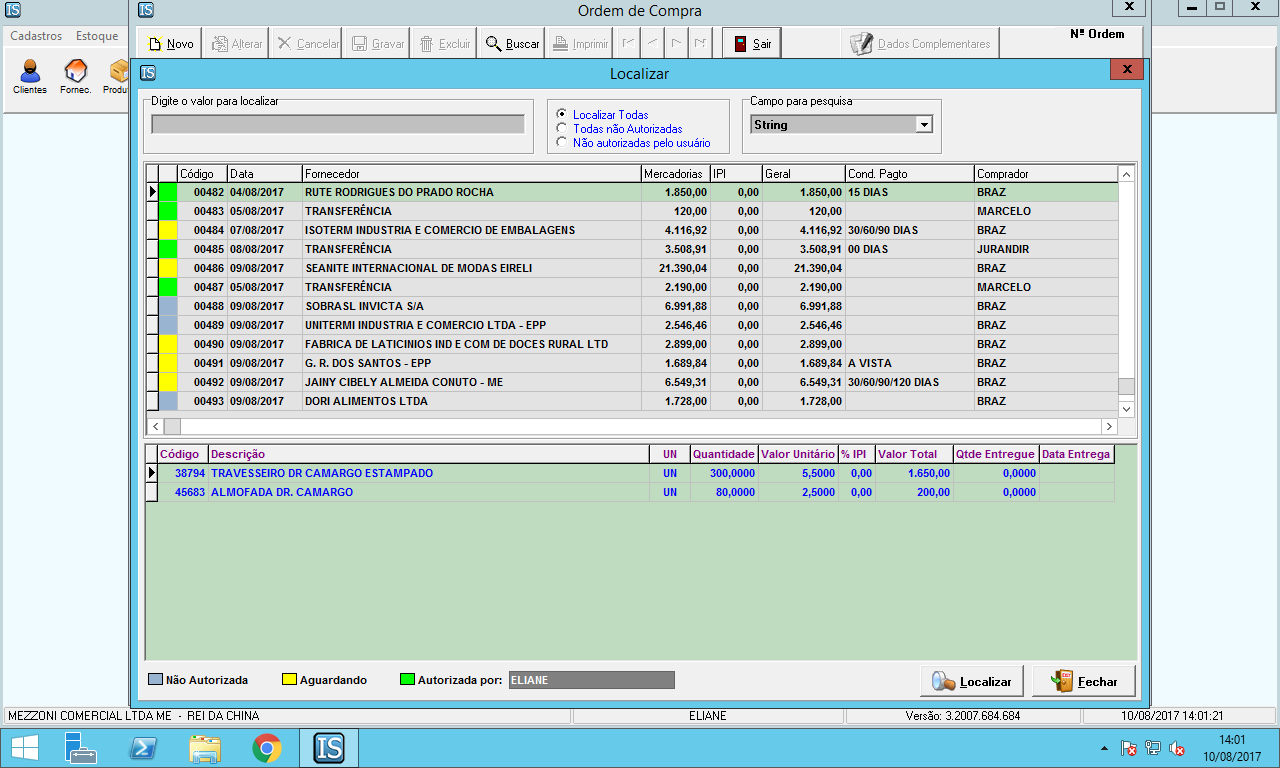 IS
IS Ordem de Compra X
X
Cadastros Estoque
Novo Alterar Cancelar Gravar Excluir Buscar Imprimir Sair Dados Complementares Nº Ordem
Clientes Fornec.
IS Localizar X
Digite o valor para localizar
Localizar Todas
Todas não Autorizadas
Não autorizadas pelo usuário
Campo para pesquisa
String
Código Data Fornecedor Mercadorias IPI Geral Cond. Pagto Comprador
00482 04/08/2017 RUTE RODRIGUES DO PRADO ROCHA 1.850,00 0,00 1.850,00 15 DIAS BRAZ
00483 05/08/2017 TRANSFERÊNCIA 120,00 0,00 120,00 MARCELO
00484 07/08/2017 ISOTERM INDUSTRIA E COMERCIO DE EMBALAGENS 4.116,92 0,00 4.116,92 30/60/90 DIAS BRAZ
00485 08/08/2017 TRANSFERÊNCIA 3.508,91 0,00 3.508,91 00 DIAS JURANDIR
00486 09/08/2017 SEANITE INTERNACIONAL DE MODAS EIRELI 21.390,04 0,00 21.390,04 BRAZ
00487 05/08/2017 TRANSFERÊNCIA 2.190,00 0,00 2.190,00 MARCELO
00488 09/08/2017 SOBRASL INVICTA S/A 6.991,88 0,00 6.991,88 BRAZ
00489 09/08/2017 UNITERMI INDUSTRIA E COMERCIO LTDA - EPP 2.546,46 0,00 2.546,46 BRAZ
00490 09/08/2017 FABRICA DE LATICINIOS IND E COM DE DOCES RURAL LTD 2.899,00 0,00 2.899,00 BRAZ
00491 09/08/2017 G. R. DOS SANTOS - EPP 1.689,84 0,00 1.689,84 A VISTA BRAZ
00492 09/08/2017 JAINY CIBELY ALMEIDA CONUTO - ME 6.549,31 0,00 6.549,31 30/60/90/120 DIAS BRAZ
00493 09/08/2017 DORI ALIMENTOS LTDA 1.728,00 0,00 1.728,00 BRAZ
Código Descrição UN Quantidade Valor Unitário % IPI Valor Total Qtde Entregue Data Entrega
38794 TRAVESSEIRO DR CAMARGO ESTAMPADO UN 300,0000 5,5000 0,00 1.650,00 0,0000
45683 ALMOFADA DR. CAMARGO UN 80,0000 2,5000 0,00 200,00 0,0000
Não Autorizada Aguardando Autorizada por: ELIANE Localizar Fechar
MEZZONI COMERCIAL LTDA ME - REI DA CHINA ELIANE Versão: 3.2007.684.684 10/08/2017 14:01:21
IS
14:01
10/08/2017